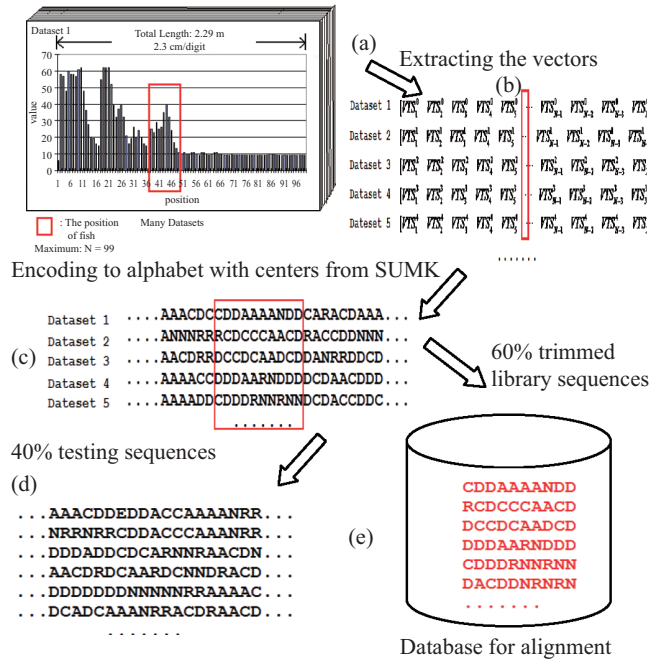 Dataset 1
Total Length: 2.29 m
2.3 cm/digit
70
60
50
40
30
20
10
0
value
1 6 11 16 21 26 31 36 41 46 51 56 61 66 71 76 81 86 91 96
position
: The position
of fish
Many Datasets
Maximum: N = 99
(a)
Extracting the vectors
(b)
Dataset 1
Dataset 2
Dataset 3
Dataset 4
Dataset 5
.......
Encoding to alphabet with centers from SUMK
(c)
Dataset 1 ....AAACDCCDDAAAANDDCARACDAAA...
Dataset 2 ....ANNNRRRCDCCCAACDRACCDDNNN...
Dataset 3 ....AACDRRDCCDCAADCDDANRRDDCD...
Dataset 4 ....AAAACCDDDAARNDDDDCDAACDDD...
Dateset 5 ....AAAADDCDDDRNNRNNDCDACCDDC...
.......
60% trimmed
library sequences
40% testing sequences
(d)
...AAACDDEDDACCAAAANRR...
...NRRNRRCDDACCDAAANNR...
...DDDADDCDCARNNRAACDN...
...AACDRDCAARDCNNDRACD...
...DDDDDDDNNNNNRRAAAAC...
...DCADCAAANRRACDRAACD...
.......
(e)
CDDAAAANDD
RCDCCCAACD
DCCDCAADCD
DDDAARNDDD
CDDDRNNRNN
DACDDNRNRN
.......
Database for alignment